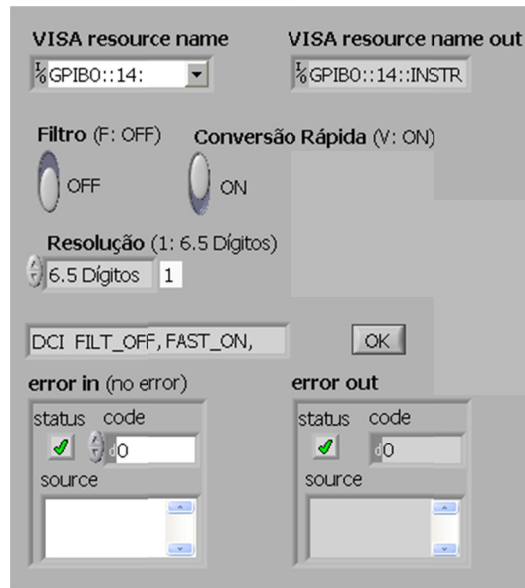 VISA resource name
VISA resource name out
GPIB0::14:
GPIB0::14::INSTR
Filtro (F: OFF)
Conversão Rápida (V: ON)
OFF
ON
Resolução (1: 6.5 Dígitos)
6.5 Dígitos 1
DCI FILT_OFF,FAST_ON,
OK
error in (no error)
error out
status code
status code
d0
d0
source
source